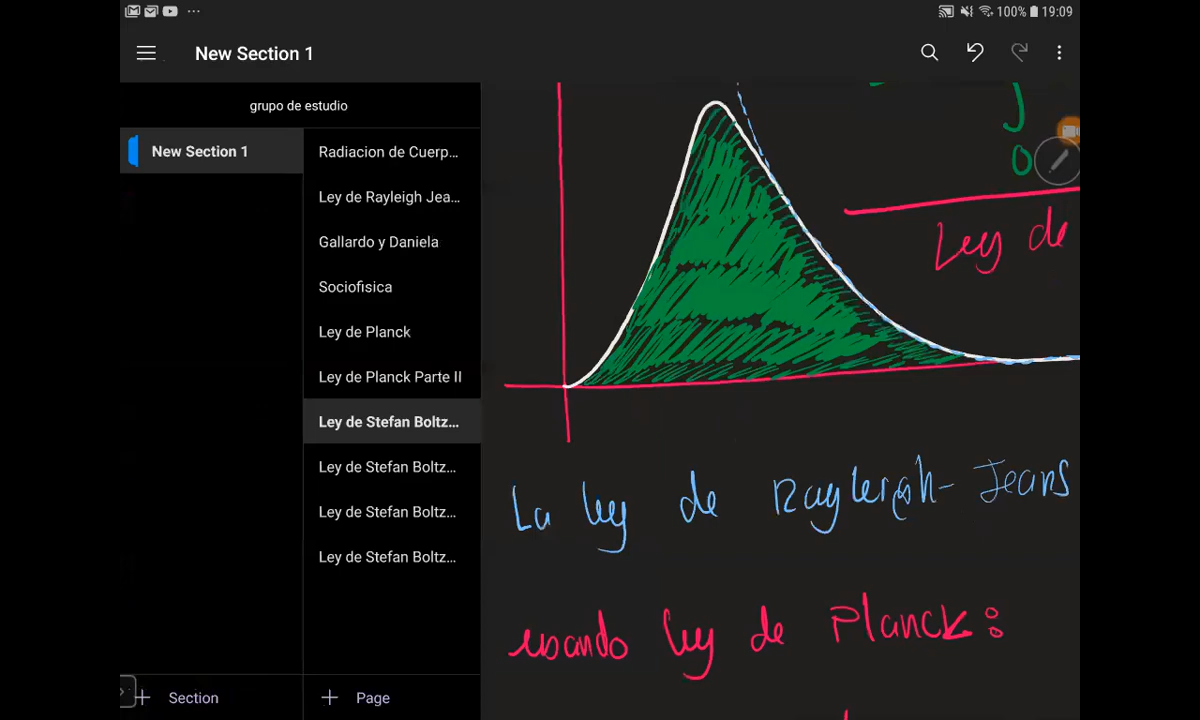 100% 19:09
New Section 1
grupo de estudio
New Section 1
Radiacion de Cuerp...
Ley de Rayleigh Jea...
Gallardo y Daniela
Sociofisica
Ley de Planck
Ley de Planck Parte II
Ley de Stefan Boltz...
Ley de Stefan Boltz...
Ley de Stefan Boltz...
Ley de Stefan Boltz...
Section
Page
Ley de
La ley de Rayleigh-Jeans
usando ley de Planck: